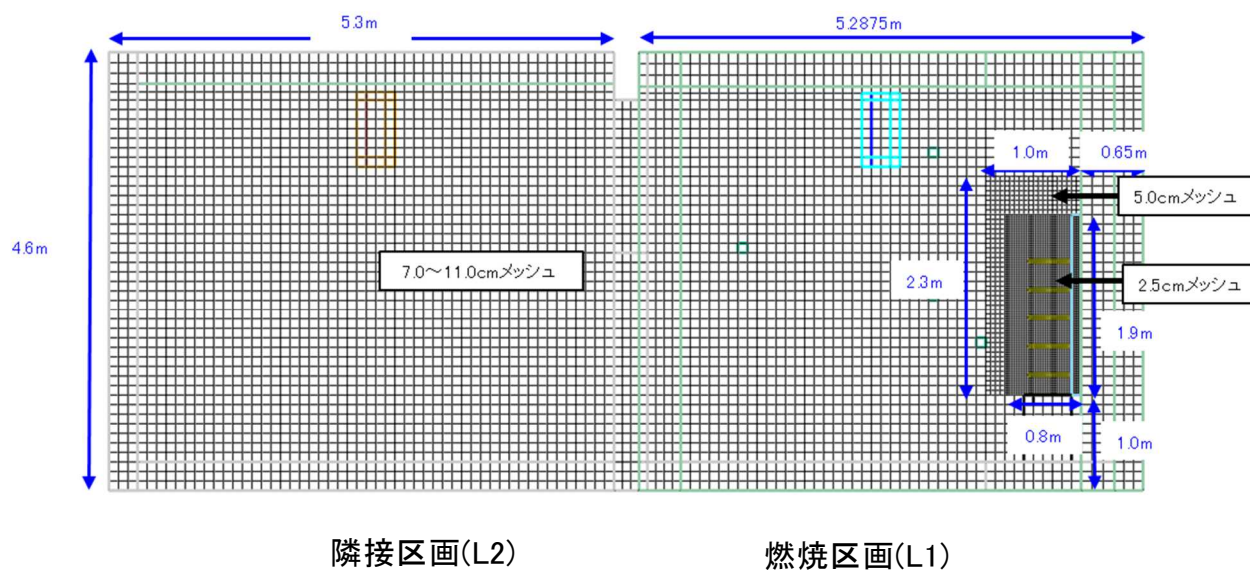 5.3m
5.2875m
1.0m
0.65m
5.0cmメッシュ
4.6m
7.0～11.0cmメッシュ
2.3m
2.5cmメッシュ
1.9m
0.8m
1.0m
隣接区画(L2)
燃焼区画(L1)